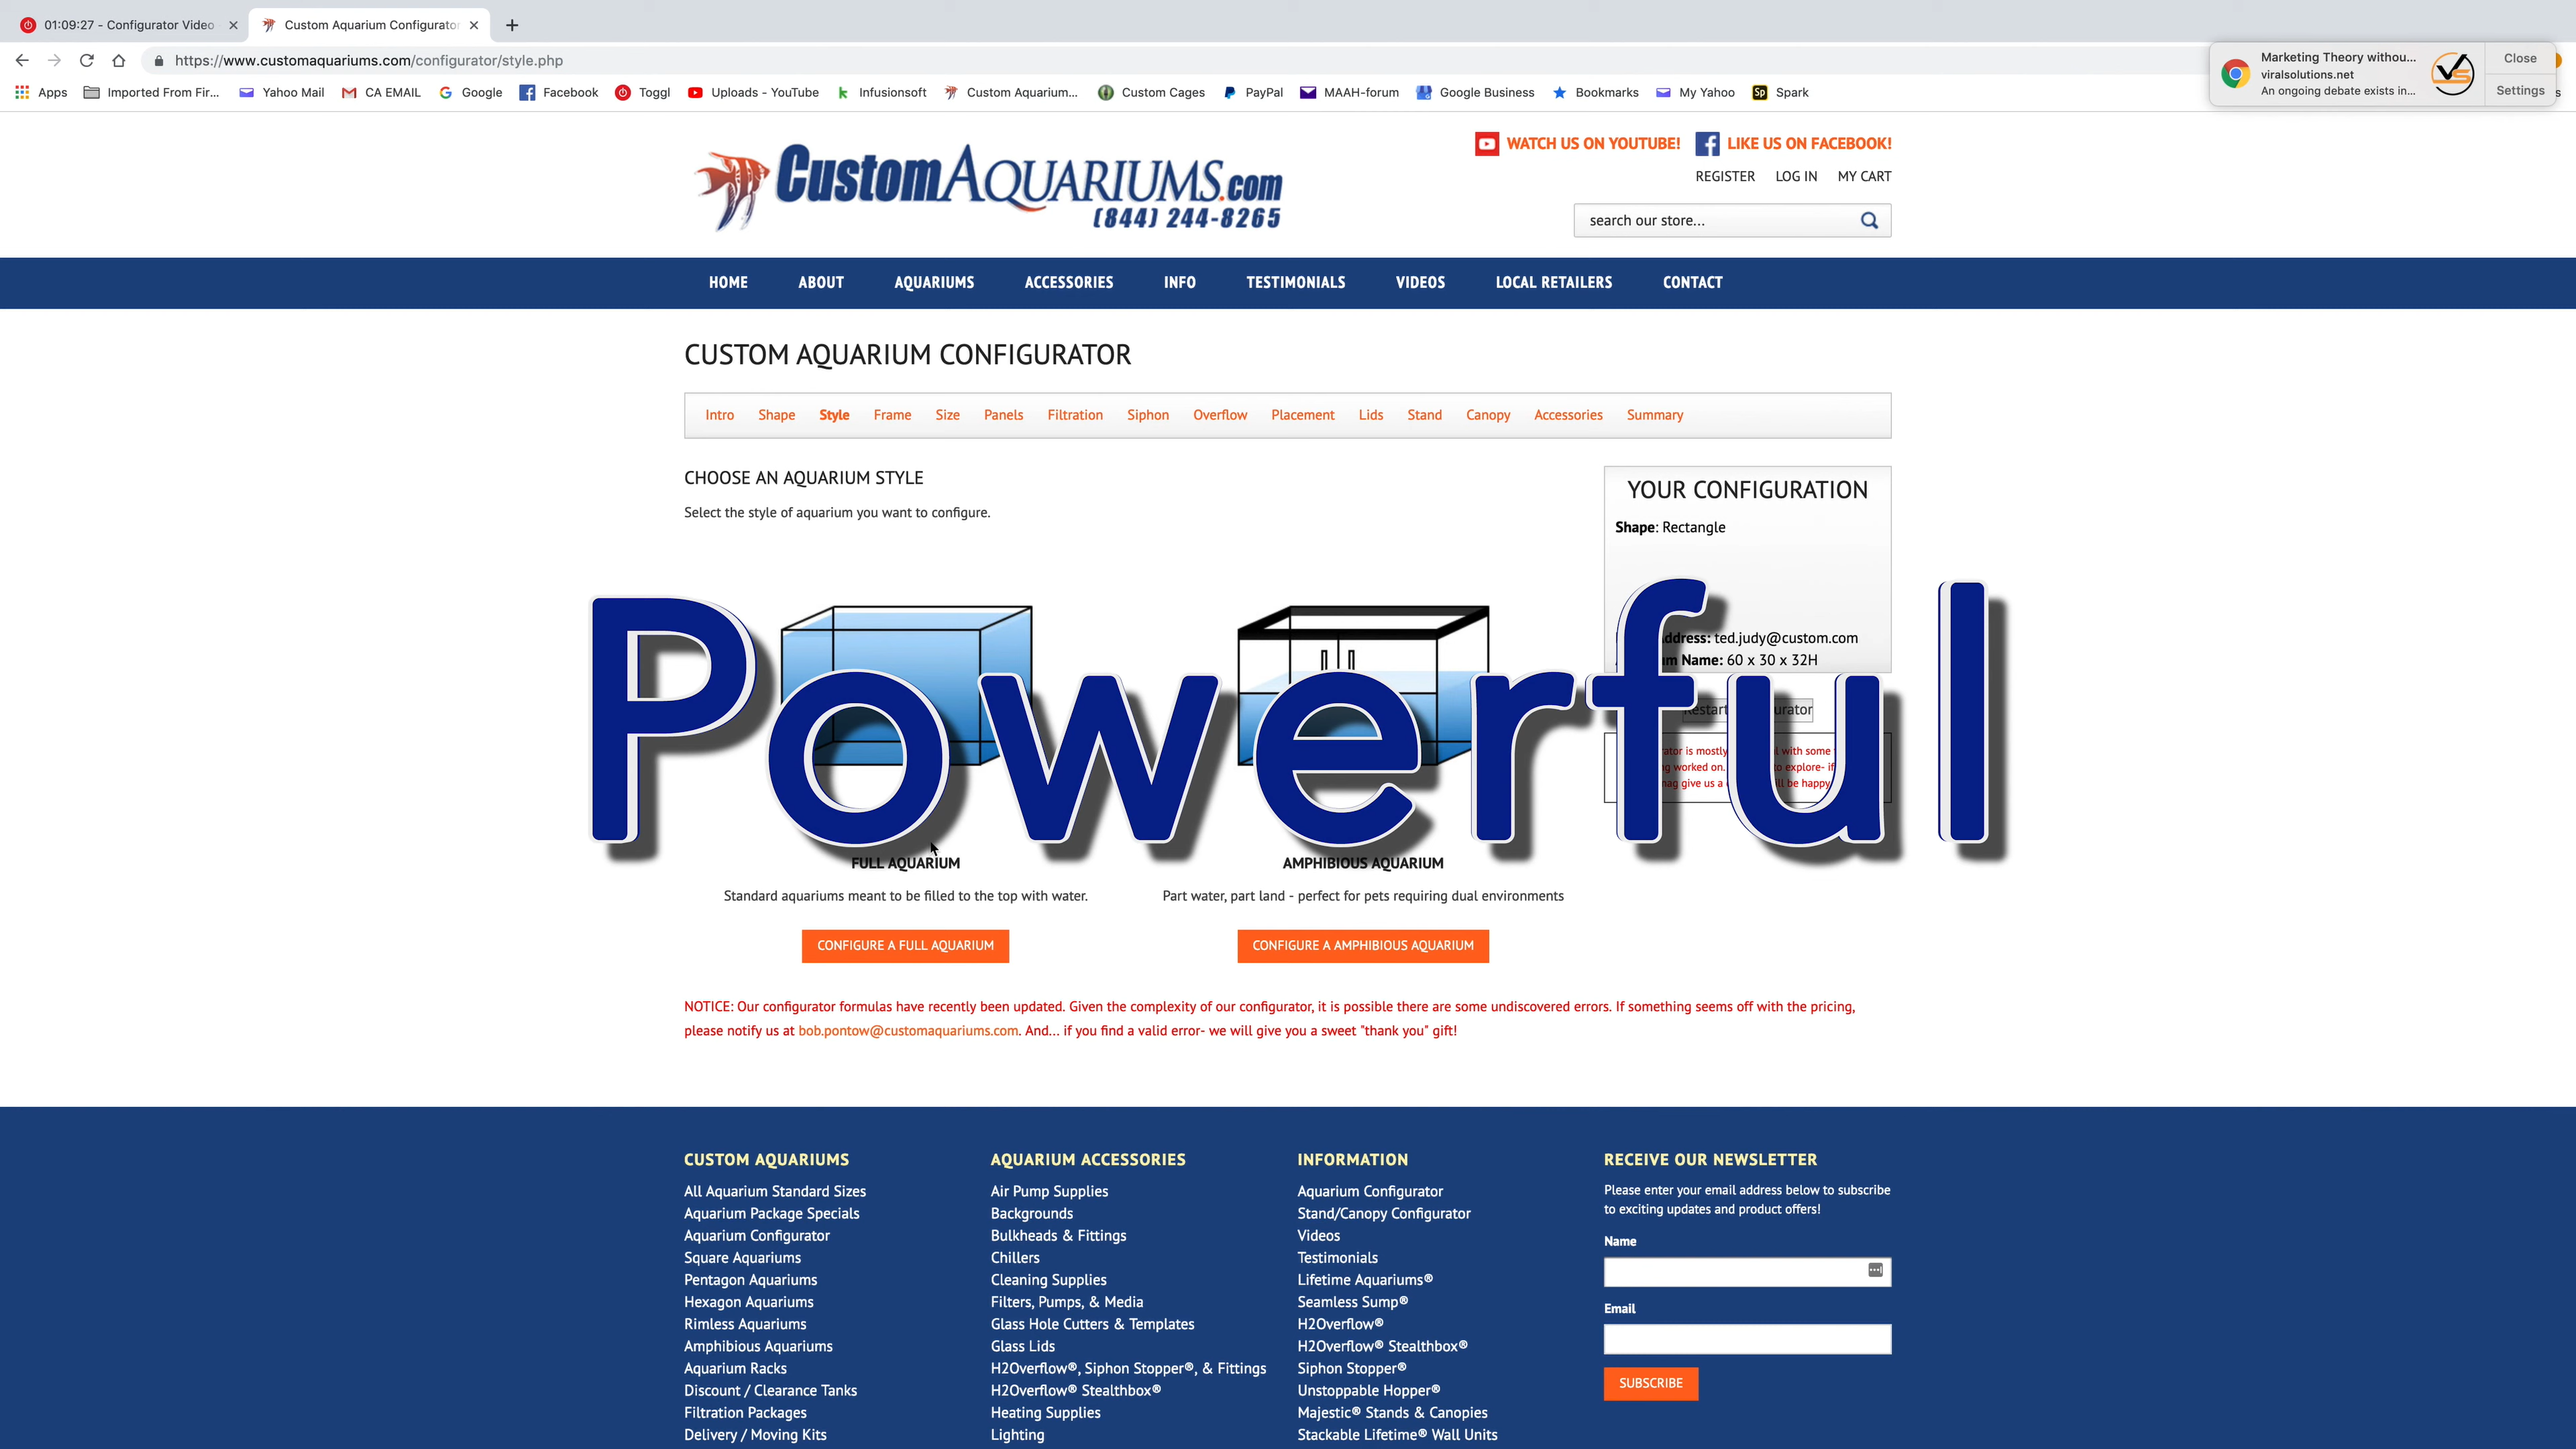 01:09:27 - Configurator Video
Custom Aquarium Configurator
https://www.customaquariums.com/configurator/style.php
Apps Imported From Fir... Yahoo Mail CA EMAIL Google Facebook Toggl Uploads - YouTube Infusionsoft Custom Aquarium... Custom Cages PayPal MAAH-forum Google Business Bookmarks My Yahoo Spark
Marketing Theory withou...
viralsolutions.net
An ongoing debate exists in...
Close
Settings
CustomAquariums.com
(844) 244-8265
WATCH US ON YOUTUBE! LIKE US ON FACEBOOK!
REGISTER LOG IN MY CART
search our store...
HOME ABOUT AQUARIUMS ACCESSORIES INFO TESTIMONIALS VIDEOS LOCAL RETAILERS CONTACT
CUSTOM AQUARIUM CONFIGURATOR
Intro Shape Style Frame Size Panels Filtration Siphon Overflow Placement Lids Stand Canopy Accessories Summary
CHOOSE AN AQUARIUM STYLE
Select the style of aquarium you want to configure.
YOUR CONFIGURATION
Shape: Rectangle
ted.judy@custom.com
Name: 60 x 30 x 32H
is mostly with some
worked on. explore- if
give us a be happy
Powerful
FULL AQUARIUM
Standard aquariums meant to be filled to the top with water.
CONFIGURE A FULL AQUARIUM
AMPHIBIOUS AQUARIUM
Part water, part land - perfect for pets requiring dual environments
CONFIGURE A AMPHIBIOUS AQUARIUM
NOTICE: Our configurator formulas have recently been updated. Given the complexity of our configurator, it is possible there are some undiscovered errors. If something seems off with the pricing,
please notify us at bob.pontow@customaquariums.com. And... if you find a valid error- we will give you a sweet "thank you" gift!
CUSTOM AQUARIUMS
All Aquarium Standard Sizes
Aquarium Package Specials
Aquarium Configurator
Square Aquariums
Pentagon Aquariums
Hexagon Aquariums
Rimless Aquariums
Amphibious Aquariums
Aquarium Racks
Discount / Clearance Tanks
Filtration Packages
Delivery / Moving Kits
AQUARIUM ACCESSORIES
Air Pump Supplies
Backgrounds
Bulkheads & Fittings
Chillers
Cleaning Supplies
Filters, Pumps, & Media
Glass Hole Cutters & Templates
Glass Lids
H2Overflow®, Siphon Stopper®, & Fittings
H2Overflow® Stealthbox®
Heating Supplies
Lighting
INFORMATION
Aquarium Configurator
Stand/Canopy Configurator
Videos
Testimonials
Lifetime Aquariums®
Seamless Sump®
H2Overflow®
H2Overflow® Stealthbox®
Siphon Stopper®
Unstoppable Hopper®
Majestic® Stands & Canopies
Stackable Lifetime® Wall Units
RECEIVE OUR NEWSLETTER
Please enter your email address below to subscribe
to exciting updates and product offers!
Name
Email
SUBSCRIBE